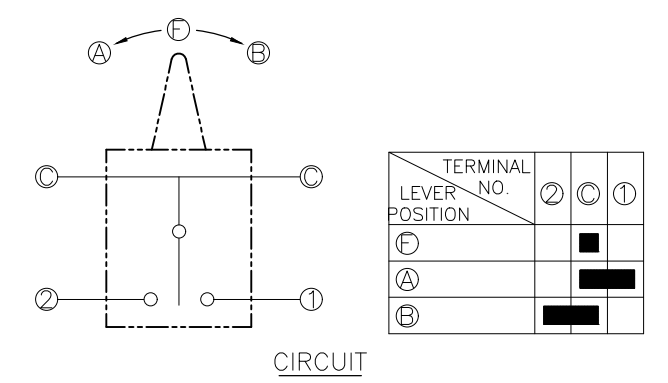 Ⓕ
Ⓐ Ⓑ
Ⓒ Ⓒ
② ①
TERMINAL
NO.
LEVER
POSITION
② Ⓒ ①
Ⓕ
Ⓐ
Ⓑ
CIRCUIT